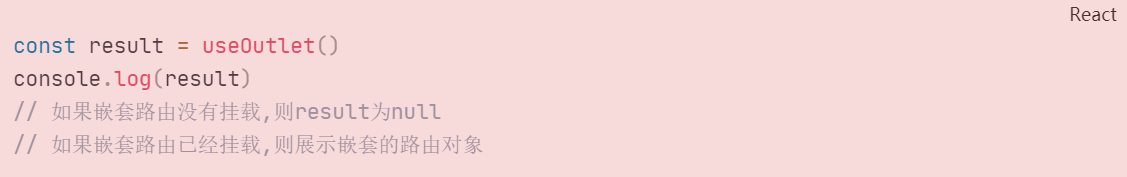 React
const result = useOutlet()
console.log(result)
// 如果嵌套路由没有挂载,则result为null
// 如果嵌套路由已经挂载,则展示嵌套的路由对象